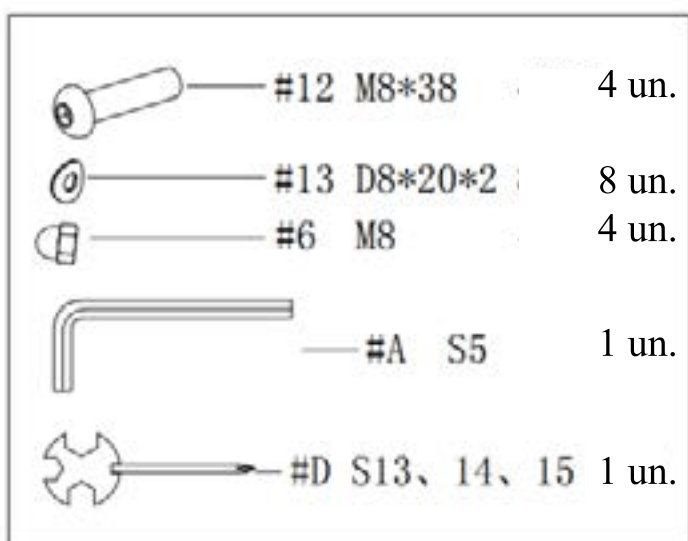 #12 M8*38 4 un.
#13 D8*20*2 8 un.
#6 M8 4 un.
#A S5 1 un.
#D S13、14、15 1 un.